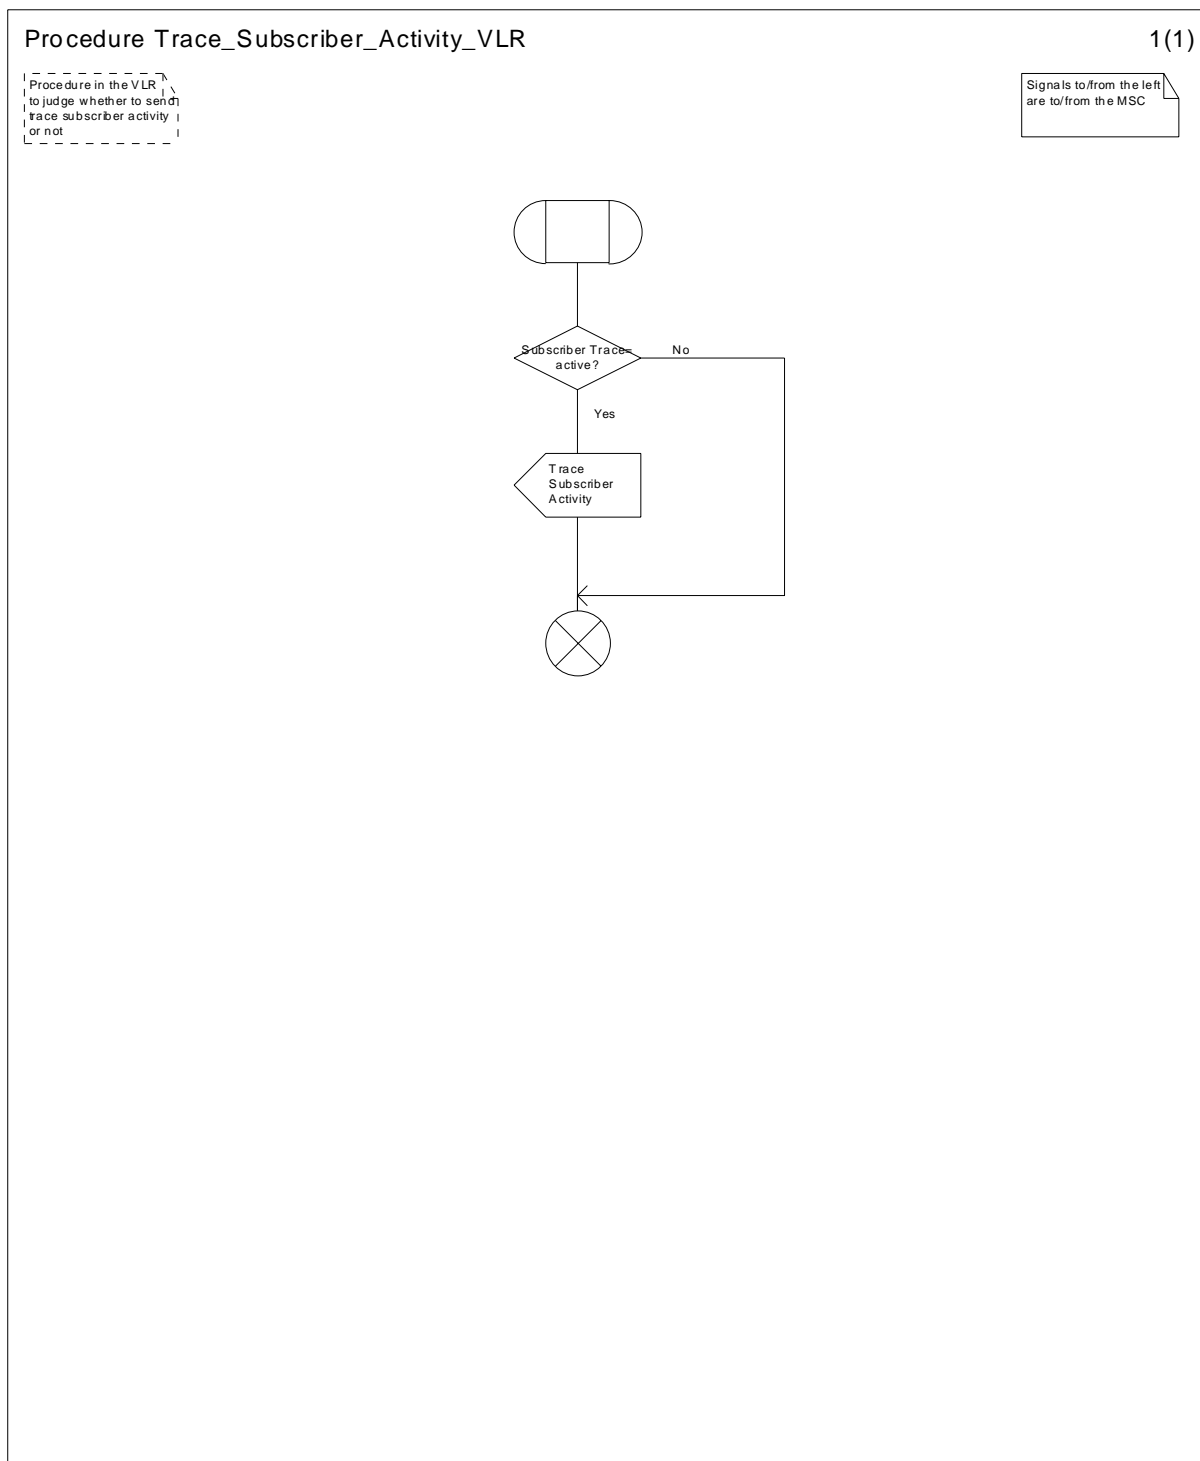 Procedure Trace_Subscriber_Activity_VLR
1(1)
Procedure in the VLR
to judge whether to send
trace subscriber activity
or not
Signals to/from the left
are to/from the MSC
Subscriber Trace=
active?
No
Yes
Trace
Subscriber
Activity